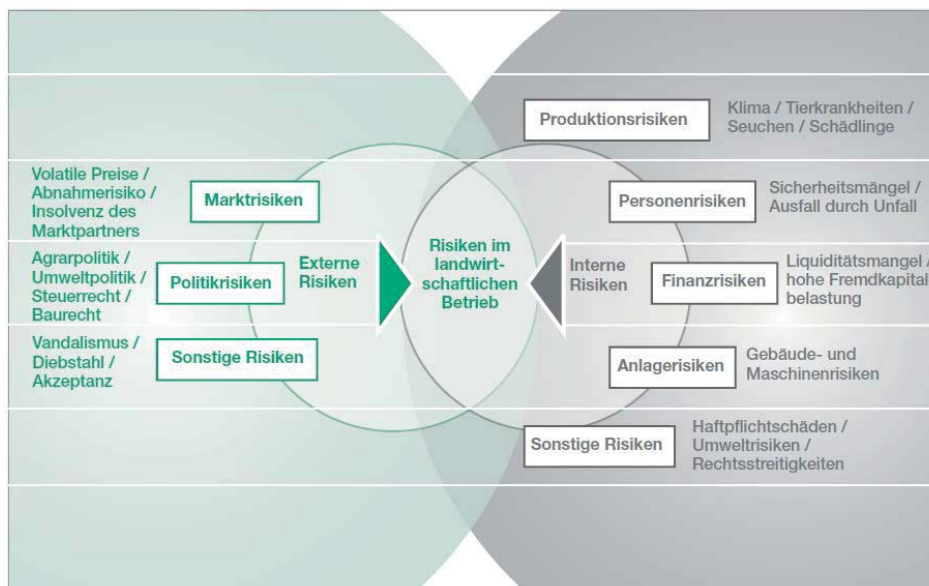 Produktionsrisiken
Klima / Tierkrankheiten /
Seuchen / Schädlinge
Volatile Preise /
Abnahmerisiko /
Insolvenz des
Marktpartners
Marktrisiken
Personenrisiken
Sicherheitsmängel /
Ausfall durch Unfall
Agrarpolitik /
Umweltpolitik /
Steuerrecht /
Baurecht
Politikrisiken
Externe
Risiken
Risiken im
landwirt-
schaftlichen
Betrieb
Interne
Risiken
Finanzrisiken
Liquiditätsmangel /
hohe Fremdkapital-
belastung
Vandalismus /
Diebstahl /
Akzeptanz
Sonstige Risiken
Anlagerisiken
Gebäude- und
Maschinenrisiken
Sonstige Risiken
Haftpflichtschäden /
Umweltrisiken /
Rechtsstreitigkeiten